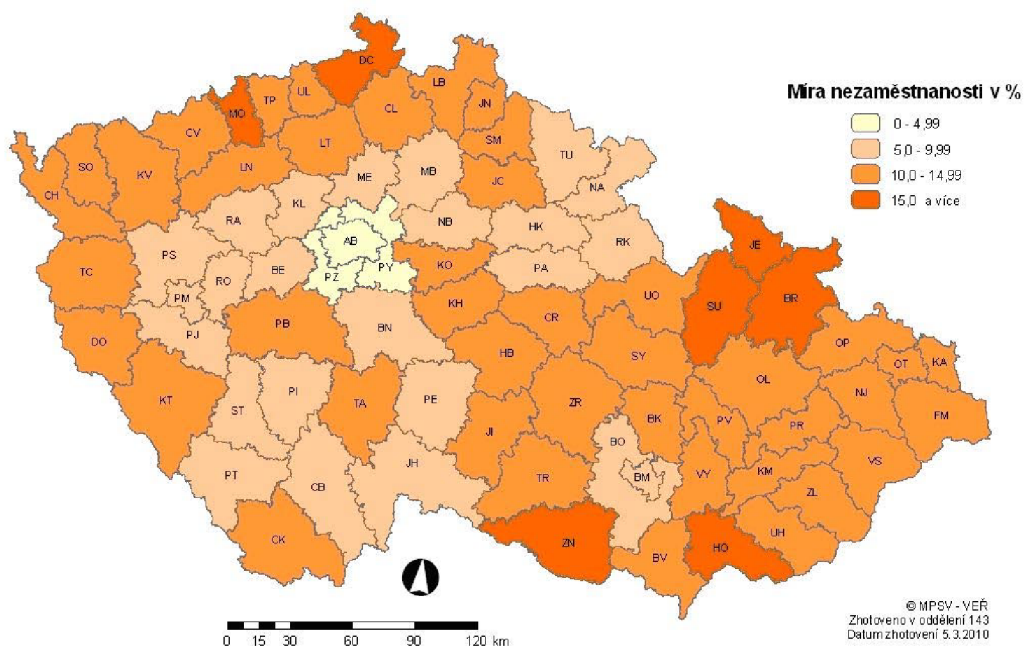 Míra nezaměstnanosti v %
0 - 4,99
5,0 - 9,99
10,0 - 14,99
15,0 a více
DC
LB
UL
TP
MO
JN
CL
CV
LT
SM
SO
KV
LN
TU
CH
MB
ME
JC
NA
KL
RA
NB
HK
AB
RK
PS
JE
KO
PA
BE
PY
TC
RO
PZ
PM
UO
BR
SU
KH
CR
PB
BN
PJ
DO
OP
HB
SY
OT
KA
OL
NJ
PI
PE
KT
TA
ZR
ST
BK
PV
FM
PR
JI
BO
VS
JH
KM
PT
TR
BM
VY
CB
ZL
UH
CK
ZN
HO
BV
0 15 30 60 90 120 km
© MPSV - VEŘ
Zhotoveno v oddělení 143
Datum zhotovení 5.3.2010